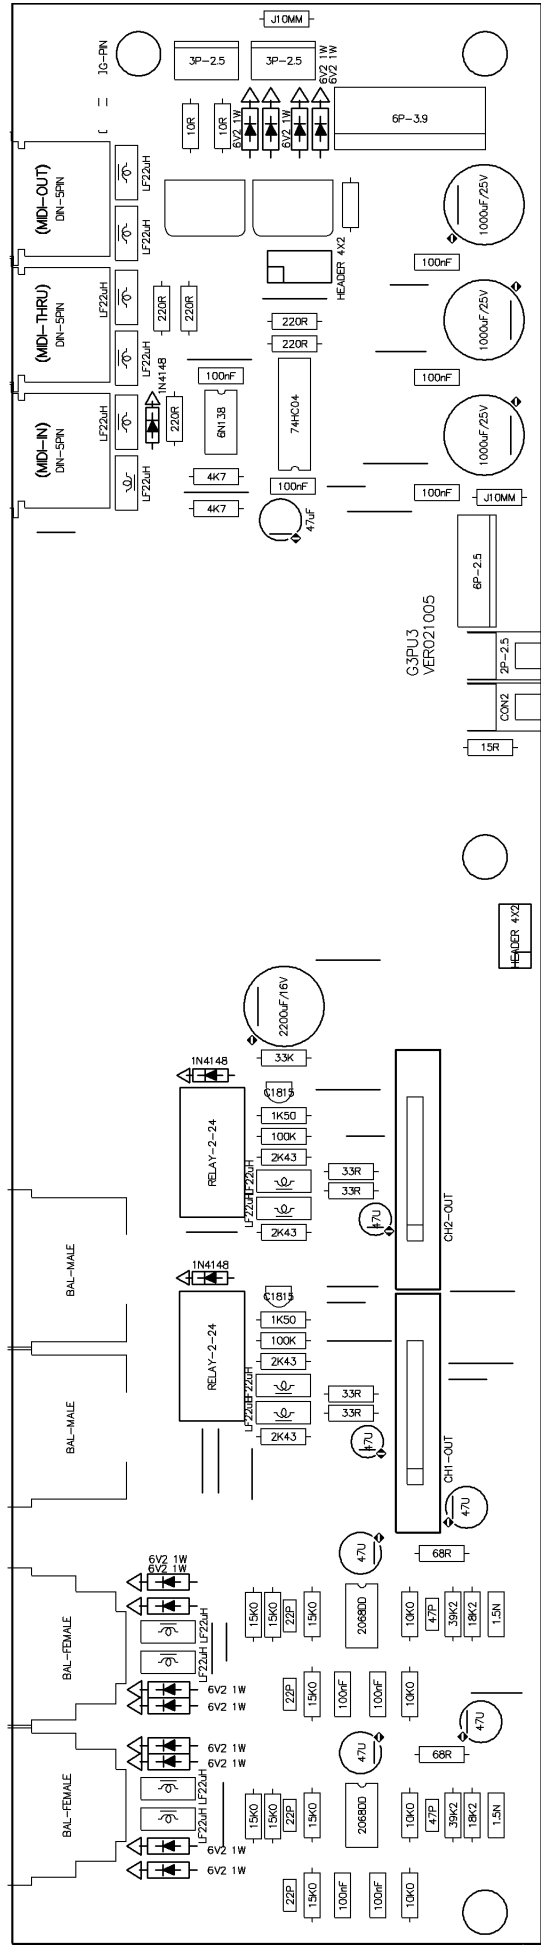 J10MM
]G-PIN
3P-2.5
3P-2.5
6V2 1W
6V2 1W
10R
10R
6V2 1W
6V2 1W
6P-3.9
(MIDI-OUT)
DIN-5PIN
LF22uH
LF22uH
1000uF/25V
100nF
HEADER 4X2
(MIDI-THRU)
DIN-5PIN
LF22uH
LF22uH
220R
220R
220R
220R
1000uF/25V
100nF
1N4148
100nF
(MIDI-IN)
DIN-5PIN
LF22uH
LF22uH
220R
6N138
74HC04
1000uF/25V
4K7
100nF
100nF
J10MM
4K7
47uF
6P-2.5
G3PU3
VER021005
2P-2.5
CON2
15R
HEADER 4X2
2200uF/16V
33K
1N4148
C1815
1K50
100K
2K43
RELAY-2-24
LF22uH
LF22uH
33R
33R
2K43
47U
CH2-OUT
BAL-MALE
1N4148
C1815
1K50
100K
2K43
RELAY-2-24
LF22uH
LF22uH
33R
33R
2K43
47U
CH1-OUT
BAL-MALE
47U
47U
68R
6V2 1W
6V2 1W
BAL-FEMALE
LF22uH
LF22uH
15K0
15K0
22P
15K0
2068DD
10K0
47P
39K2
18K2
1.5N
6V2 1W
6V2 1W
22P
15K0
100nF
100nF
10K0
47U
47U
68R
6V2 1W
6V2 1W
BAL-FEMALE
LF22uH
LF22uH
15K0
15K0
22P
15K0
2068DD
10K0
47P
39K2
18K2
1.5N
6V2 1W
6V2 1W
22P
15K0
100nF
100nF
10K0